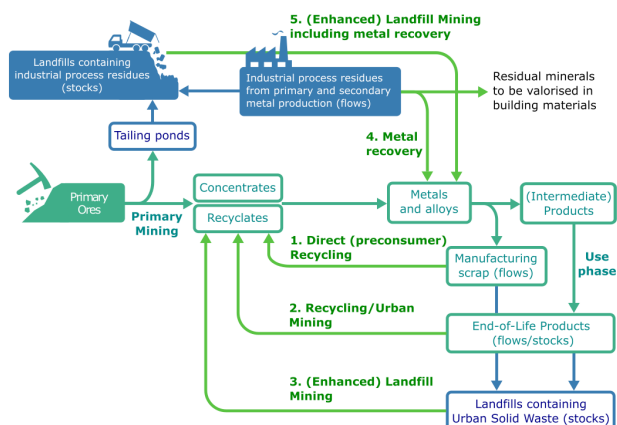 5. (Enhanced) Landfill Mining
including metal recovery
Landfills containing
industrial process residues
(stocks)
Industrial process residues
from primary and secondary
metal production (flows)
Residual minerals
to be valorised in
building materials
Tailing ponds
4. Metal
recovery
Primary
Ores
Primary
Mining
Concentrates
Recyclates
Metals
and alloys
(Intermediate)
Products
1. Direct (preconsumer)
Recycling
Manufacturing
scrap (flows)
Use
phase
2. Recycling/Urban
Mining
End-of-Life Products
(flows/stocks)
3. (Enhanced) Landfill
Mining
Landfills containing
Urban Solid Waste (stocks)